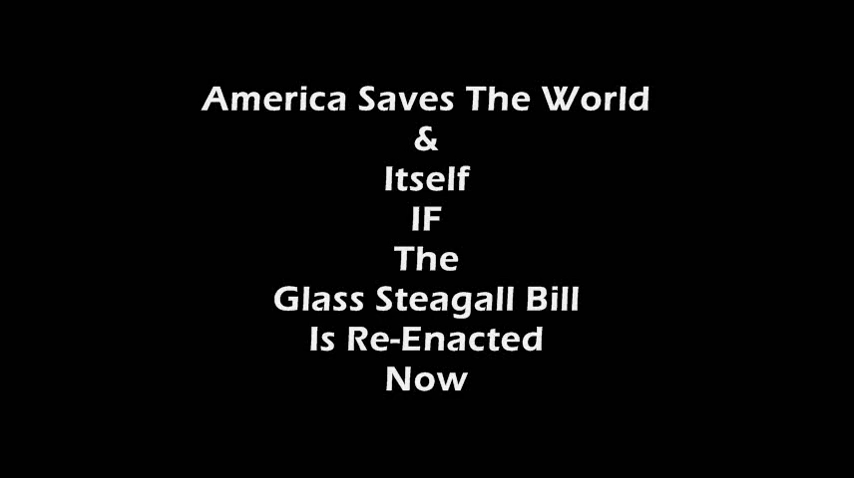 America Saves The World
&
Itself
IF
The
Glass Steagall Bill
Is Re-Enacted
Now